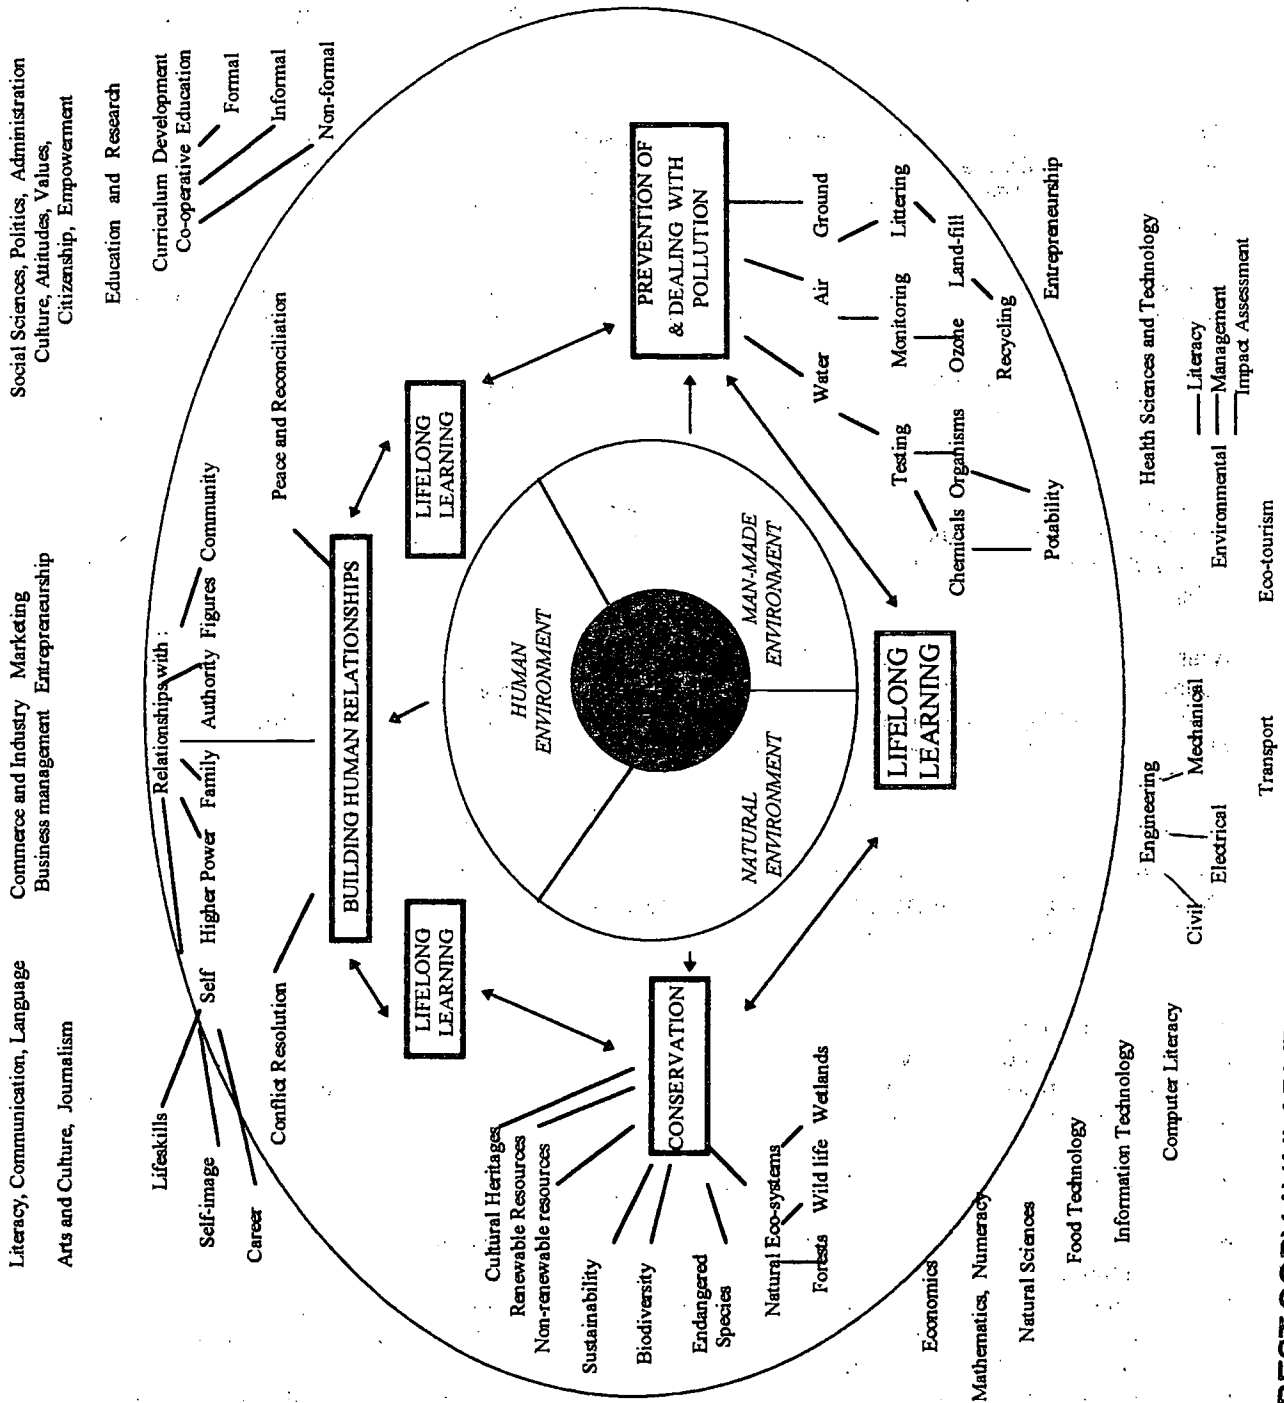 Literacy, Communication, Language
Arts and Culture, Journalism
Commerce and Industry Marketing
Business management Entrepreneurship
Social Sciences, Politics, Administration
Culture, Attitudes, Values,
Citizenship, Empowerment
Education and Research
Curriculum Development
Co-operative Education
Formal
Informal
Non-formal
Relationships with :
Self
Higher Power
Family
Authority Figures
Community
Lifeskills
Self-image
Career
Conflict Resolution
Peace and Reconciliation
BUILDING HUMAN RELATIONSHIPS
LIFELONG
LEARNING
LIFELONG
LEARNING
HUMAN
ENVIRONMENT
NATURAL
ENVIRONMENT
MAN-MADE
ENVIRONMENT
CONSERVATION
Cultural Heritages
Renewable Resources
Non-renewable resources
Sustainability
Biodiversity
Endangered
Species
Natural Eco-systems
Forests
Wild life
Wetlands
PREVENTION OF
& DEALING WITH
POLLUTION
Water
Air
Ground
Testing
Monitoring
Littering
Chemicals
Organisms
Ozone
Land-fill
Recycling
Potability
LIFELONG
LEARNING
Entrepreneurship
Economics
Mathematics, Numeracy
Natural Sciences
Food Technology
Information Technology
Computer Literacy
Engineering
Civil
Electrical
Mechanical
Transport
Health Sciences and Technology
Environmental
Literacy
Management
Impact Assessment
Eco-tourism